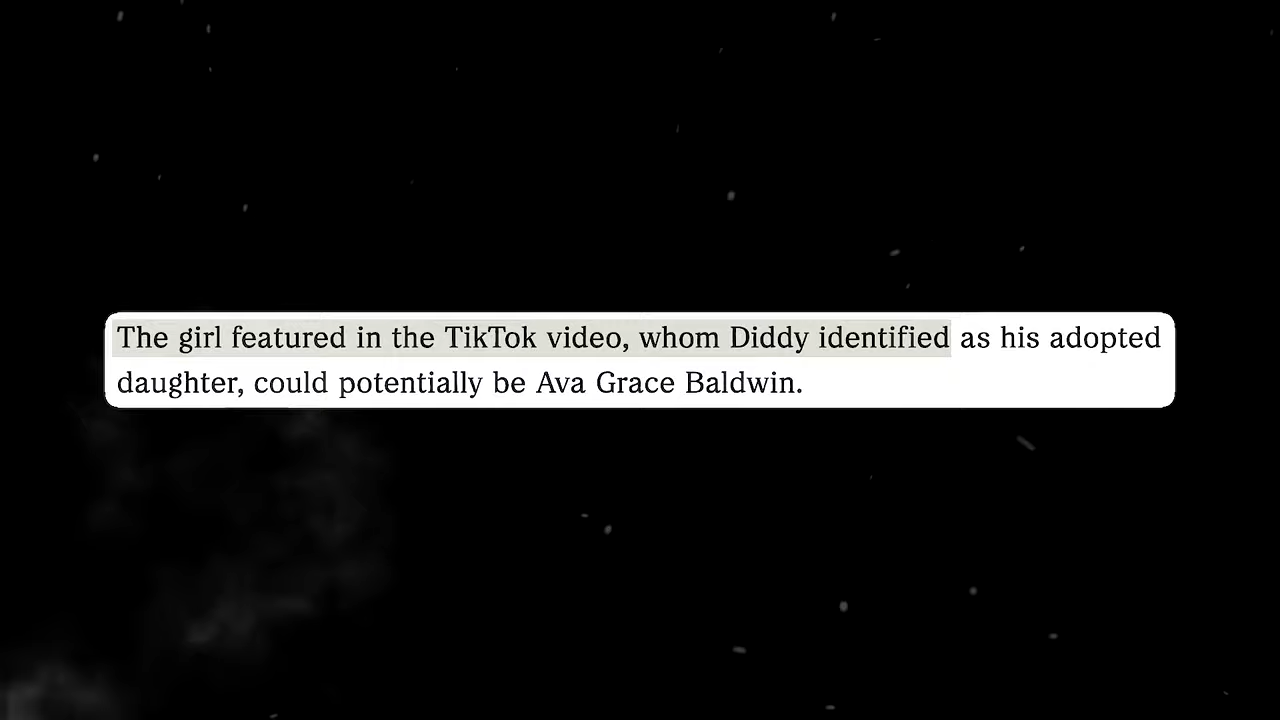 The girl featured in the TikTok video, whom Diddy identified as his adopted
daughter, could potentially be Ava Grace Baldwin.